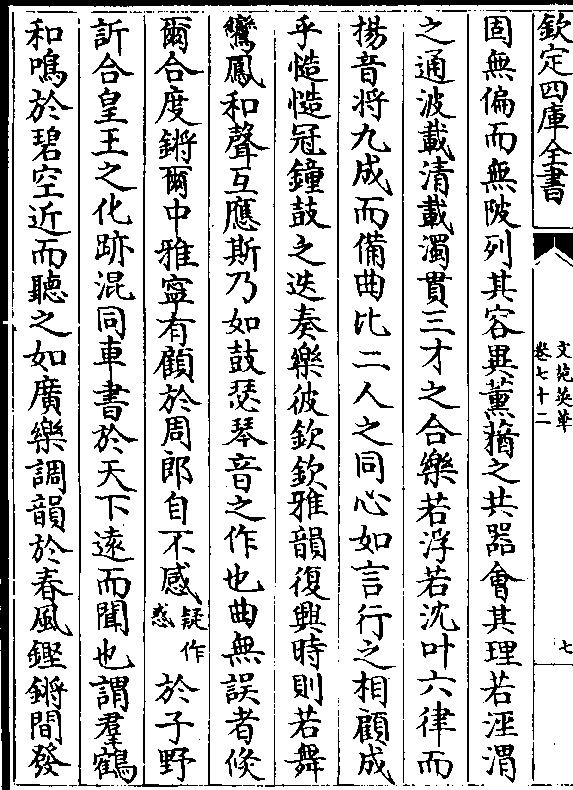 欽定四庫全書
文苑英華
卷七十二
七
固無偏而無陂列其容異薰蕕之共器會其理若涇渭
之通波載清載濁貫三才之合樂若浮若沈叶六律而
揚音将九成而備曲比二人之同心如言行之相顧成
乎慥慥冠鐘鼓之迭奏樂彼欽欽雅韻復興時則若舞
鸞鳳和聲互應斯乃如鼓瑟琴音之作也曲無誤者倐
爾合度鏘爾中雅寧有顧於周郎自不感疑作惑於子野
訢合皇王之化跡混同車書於天下遠而聞也謂羣鶴
和鳴於碧空近而聽之如廣樂調韻於春風鏗鏘間發